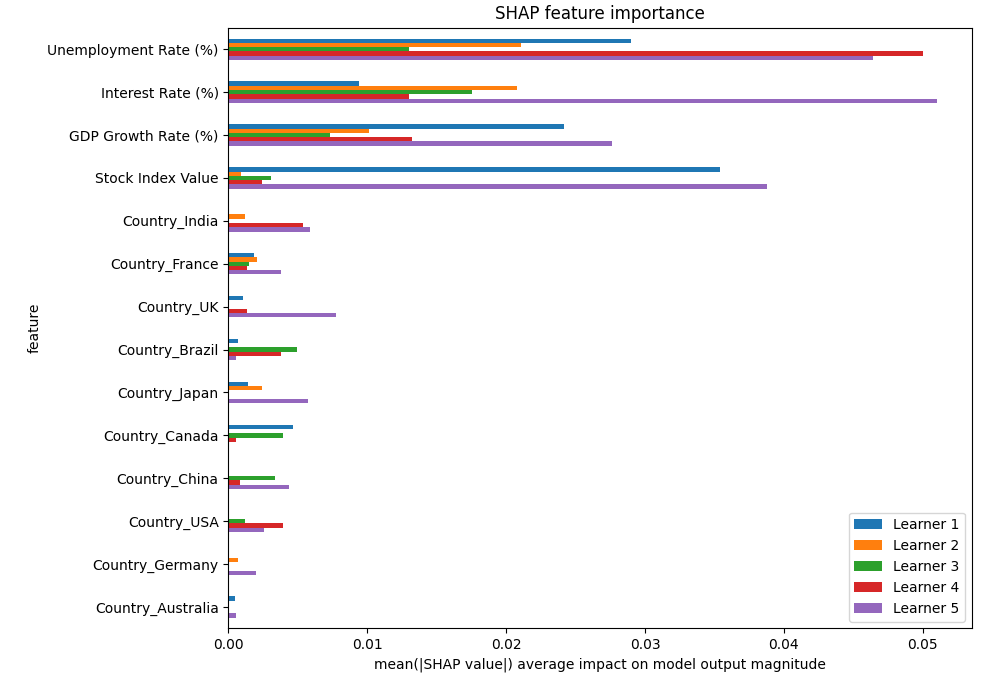 SHAP feature importance
Unemployment Rate (%)
Interest Rate (%)
GDP Growth Rate (%)
Stock Index Value
Country_India
Country_France
Country_UK
Country_Brazil
Country_Japan
Country_Canada
Country_China
Country_USA
Country_Germany
Country_Australia
feature
Learner 1
Learner 2
Learner 3
Learner 4
Learner 5
0.00 0.01 0.02 0.03 0.04 0.05
mean(|SHAP value|) average impact on model output magnitude